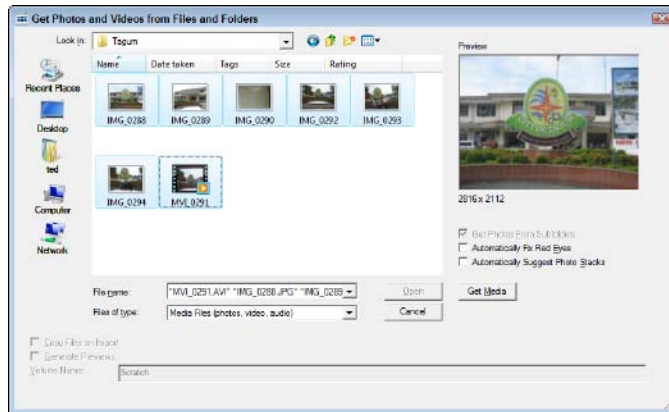 Get Photos and Videos from Files and Folders
Look in: Tagum
Preview
Name Date taken Tags Size Rating
Recent Places
Desktop
ted
Computer
Network
IMG_0288 IMG_0289 IMG_0290 IMG_0292 IMG_0293
IMG_0294 MVI_0291
2816 x 2112
Get Photos From Subfolders
Automatically Fix Red Eyes
Automatically Suggest Photo Stacks
File name: "MVI_0291.AVI" "IMG_0288.JPG" "IMG_0289 Open Get Media
Files of type: Media Files (photos, video, audio) Cancel
Copy Files on Import
Generate Previews
Volume Name: Scratch